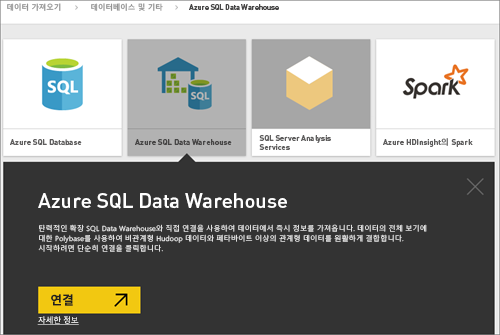 데이터 가져오기 > 데이터베이스 및 기타 > Azure SQL Data Warehouse
SQL
SQL
Spark
Azure SQL Database
Azure SQL Data Warehouse
SQL Server Analysis
Services
Azure HDInsight의 Spark
Azure SQL Data Warehouse
탄력적인 확장 SQL Data Warehouse와 직접 연결을 사용하여 데이터에서 즉시 정보를 가져옵니다. 데이터의 전체 보기에
대한 Polybase를 사용하여 비관계형 Hudoop 데이터와 페타바이트 이상의 관계형 데이터를 원활하게 결합합니다.
시작하려면 단순히 연결을 클릭합니다.
연결
자세한 정보